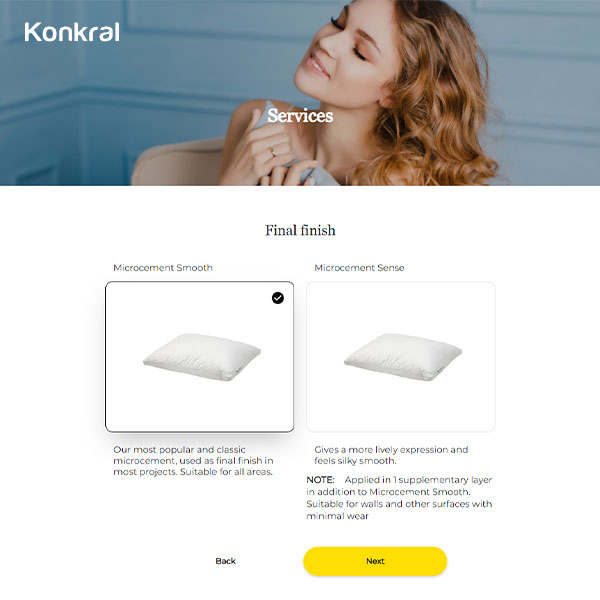 Konkral
Services
Final finish
Microcement Smooth
Microcement Sense
Our most popular and classic
microcement, used as final finish in
most projects. Suitable for all areas.
Gives a more lively expression and
feels silky smooth.
NOTE: Applied in 1 supplementary layer
in addition to Microcement Smooth.
Suitable for walls and other surfaces with
minimal wear
Back
Next